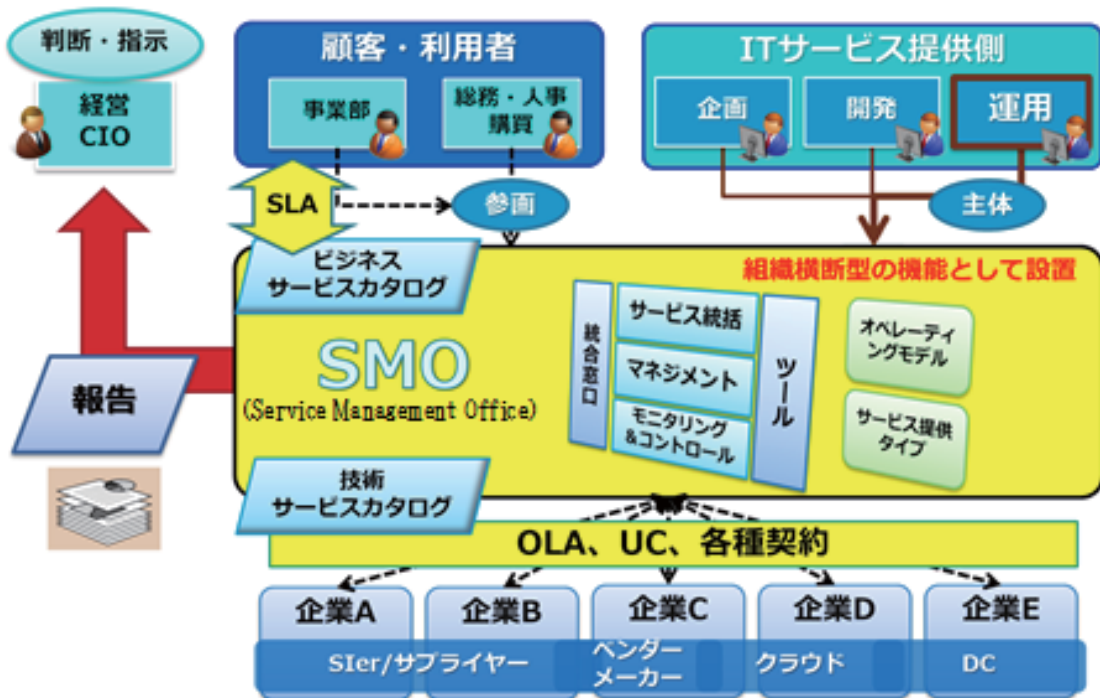 判断・指示
経営
CIO
顧客・利用者
事業部
総務・人事
購買
ITサービス提供側
企画
開発
運用
SLA
参画
主体
ビジネス
サービスカタログ
組織横断型の機能として設置
SMO
(Service Management Office)
統合窓口
サービス統括
マネジメント
モニタリング
&コントロール
ツール
オペレーティ
ングモデル
サービス提供
タイプ
報告
技術
サービスカタログ
OLA、UC、各種契約
企業A
企業B
企業C
企業D
企業E
SIer/サプライヤー
ベンダー
メーカー
クラウド
DC